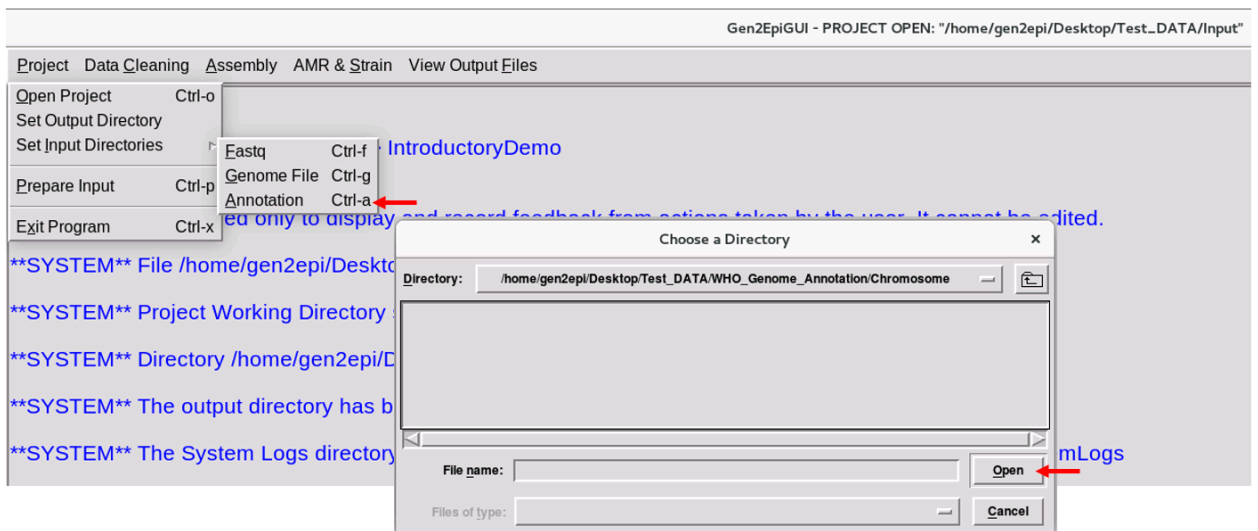 Gen2EpiGUI - PROJECT OPEN: "/home/gen2epi/Desktop/Test_DATA/Input"
Project Data Cleaning Assembly AMR & Strain View Output Files
Open Project Ctrl-o
Set Output Directory
Set Input Directories
Prepare Input Ctrl-p
Exit Program Ctrl-x
Fastq Ctrl-f
Genome File Ctrl-g
Annotation Ctrl-a
IntroductoryDemo
ed only to display and record feedback from actions taken by the user. It cannot be edited.
**SYSTEM** File /home/gen2epi/Deskto
**SYSTEM** Project Working Directory
**SYSTEM** Directory /home/gen2epi/D
**SYSTEM** The output directory has b
**SYSTEM** The System Logs directory
mLogs
Choose a Directory
Directory: /home/gen2epi/Desktop/Test_DATA/WHO_Genome_Annotation/Chromosome
File name:
Open
Files of type:
Cancel